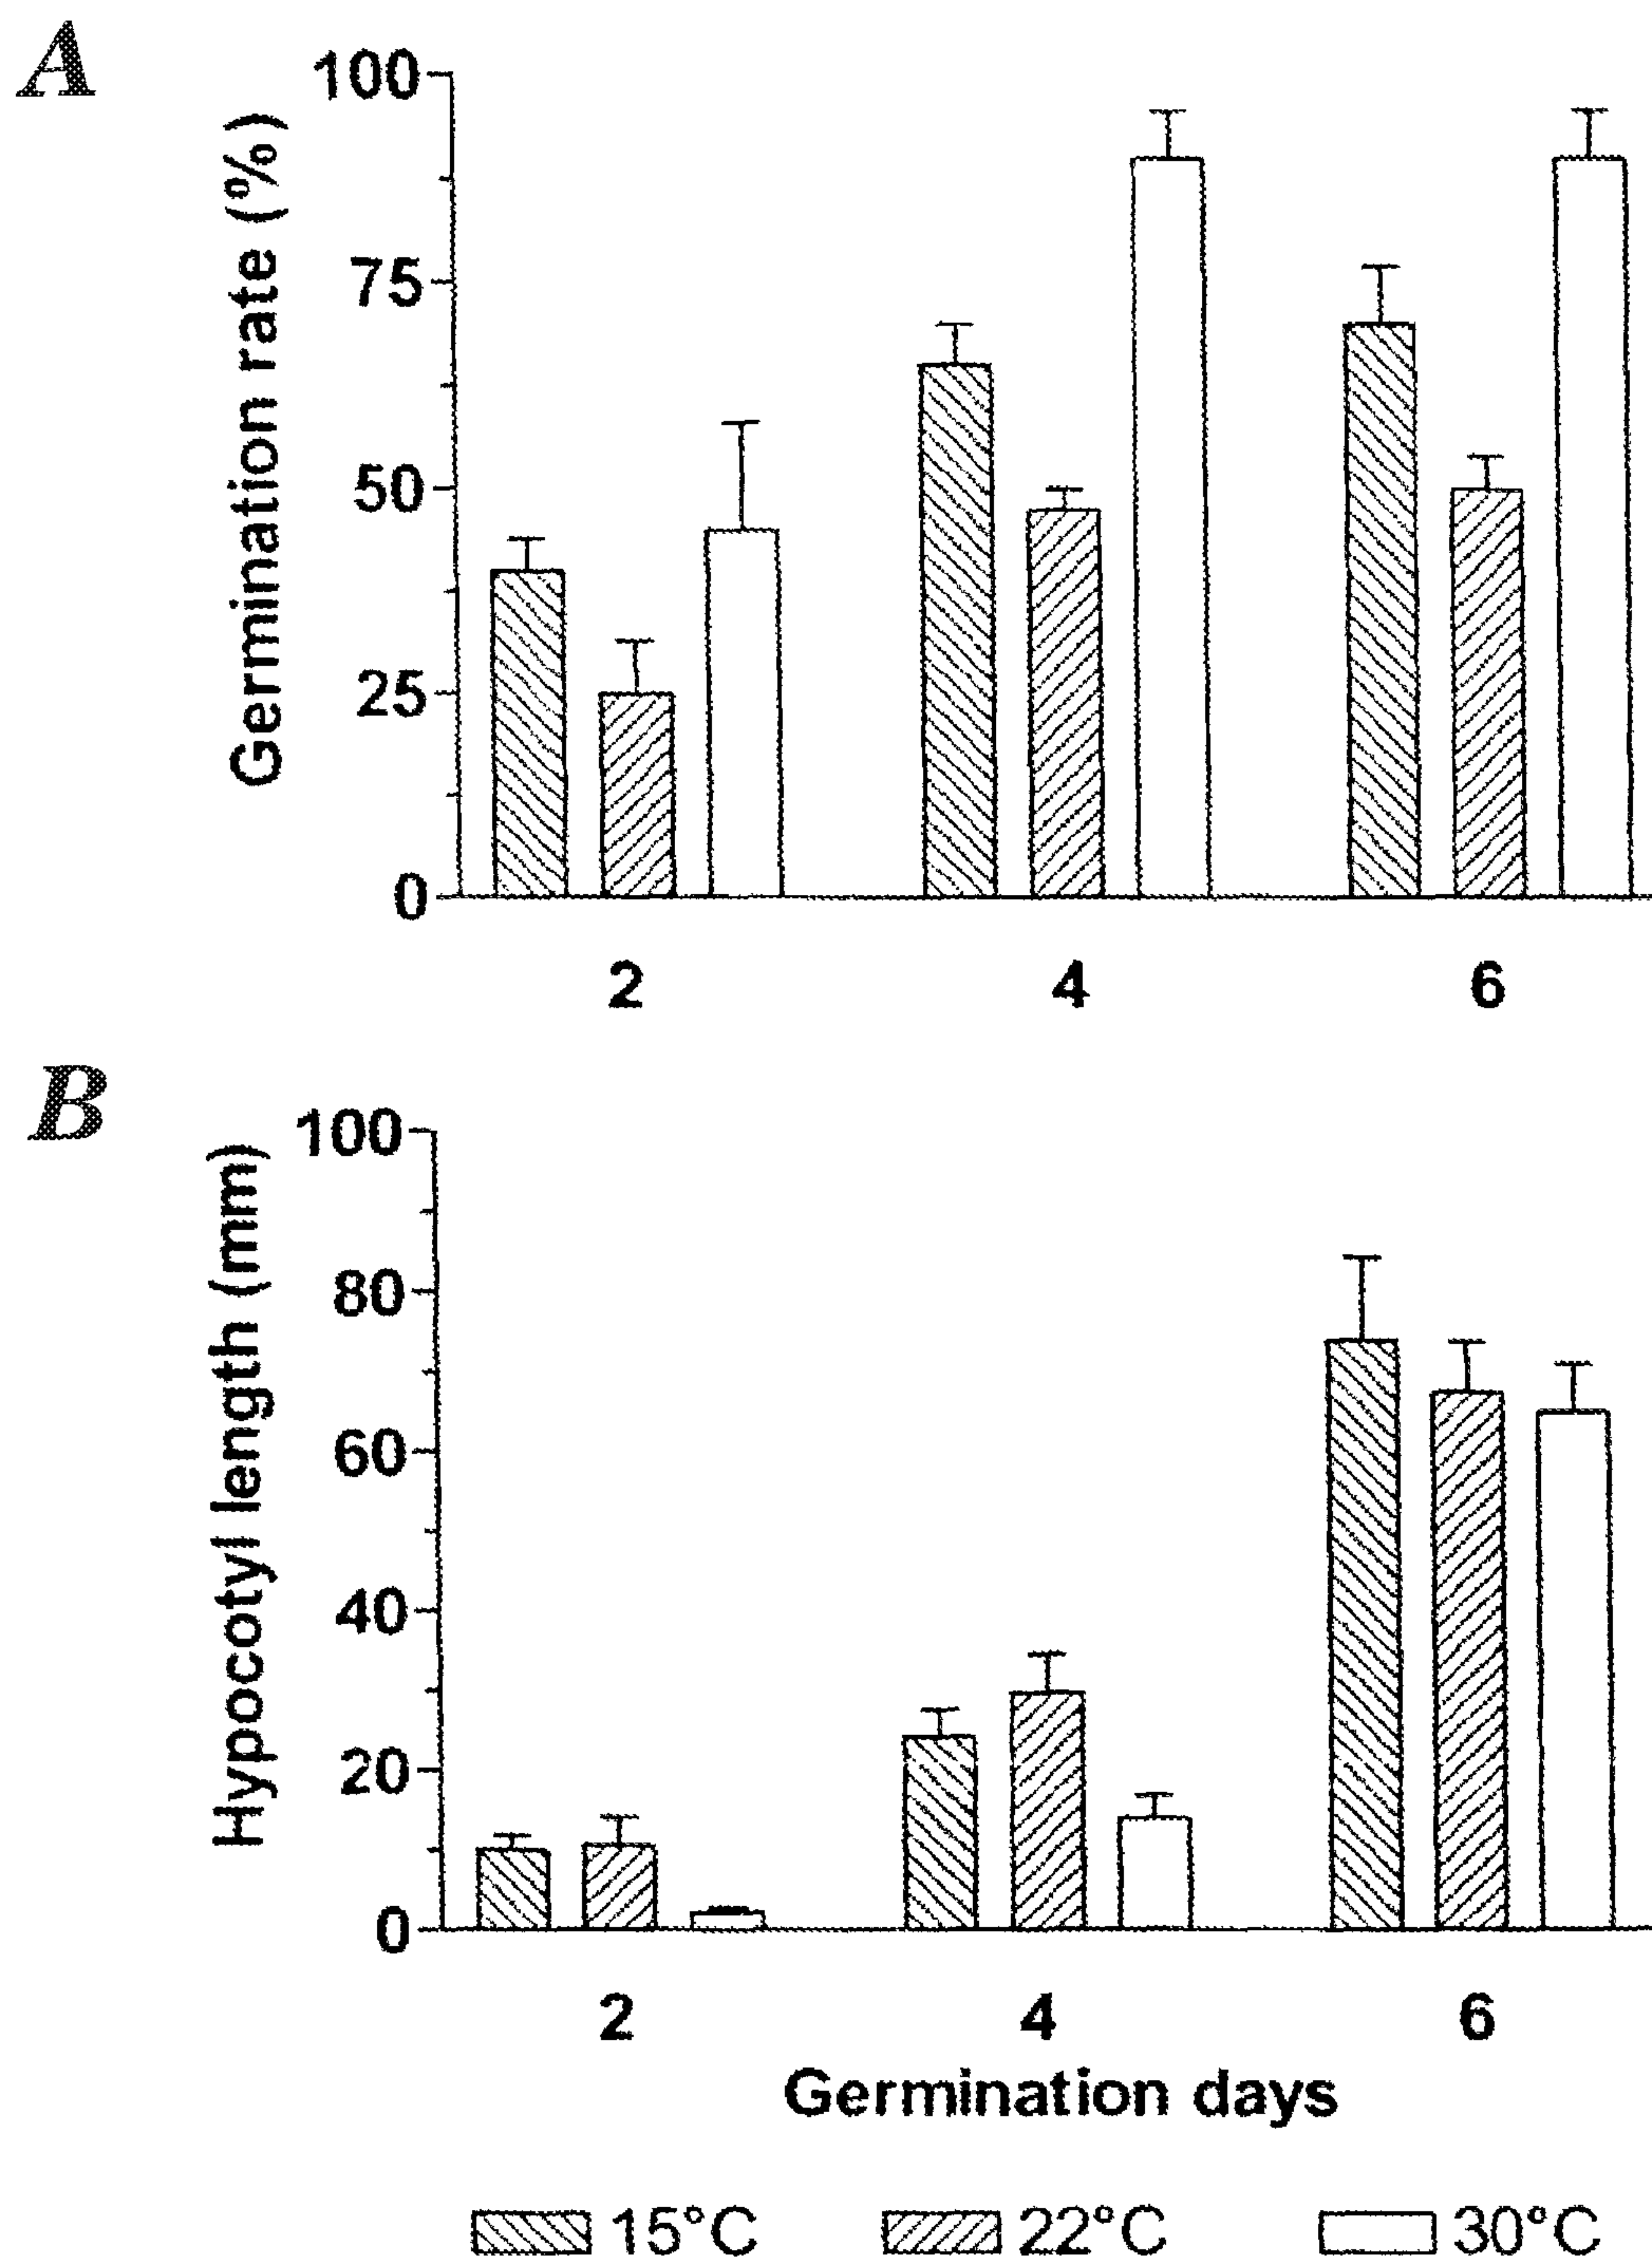 A
Germination rate (%)
100
75
50
25
0
2 4 6
B
Hypocotyl length (mm)
100
80
60
40
20
0
2 4 6
Germination days
15°C 22°C 30°C